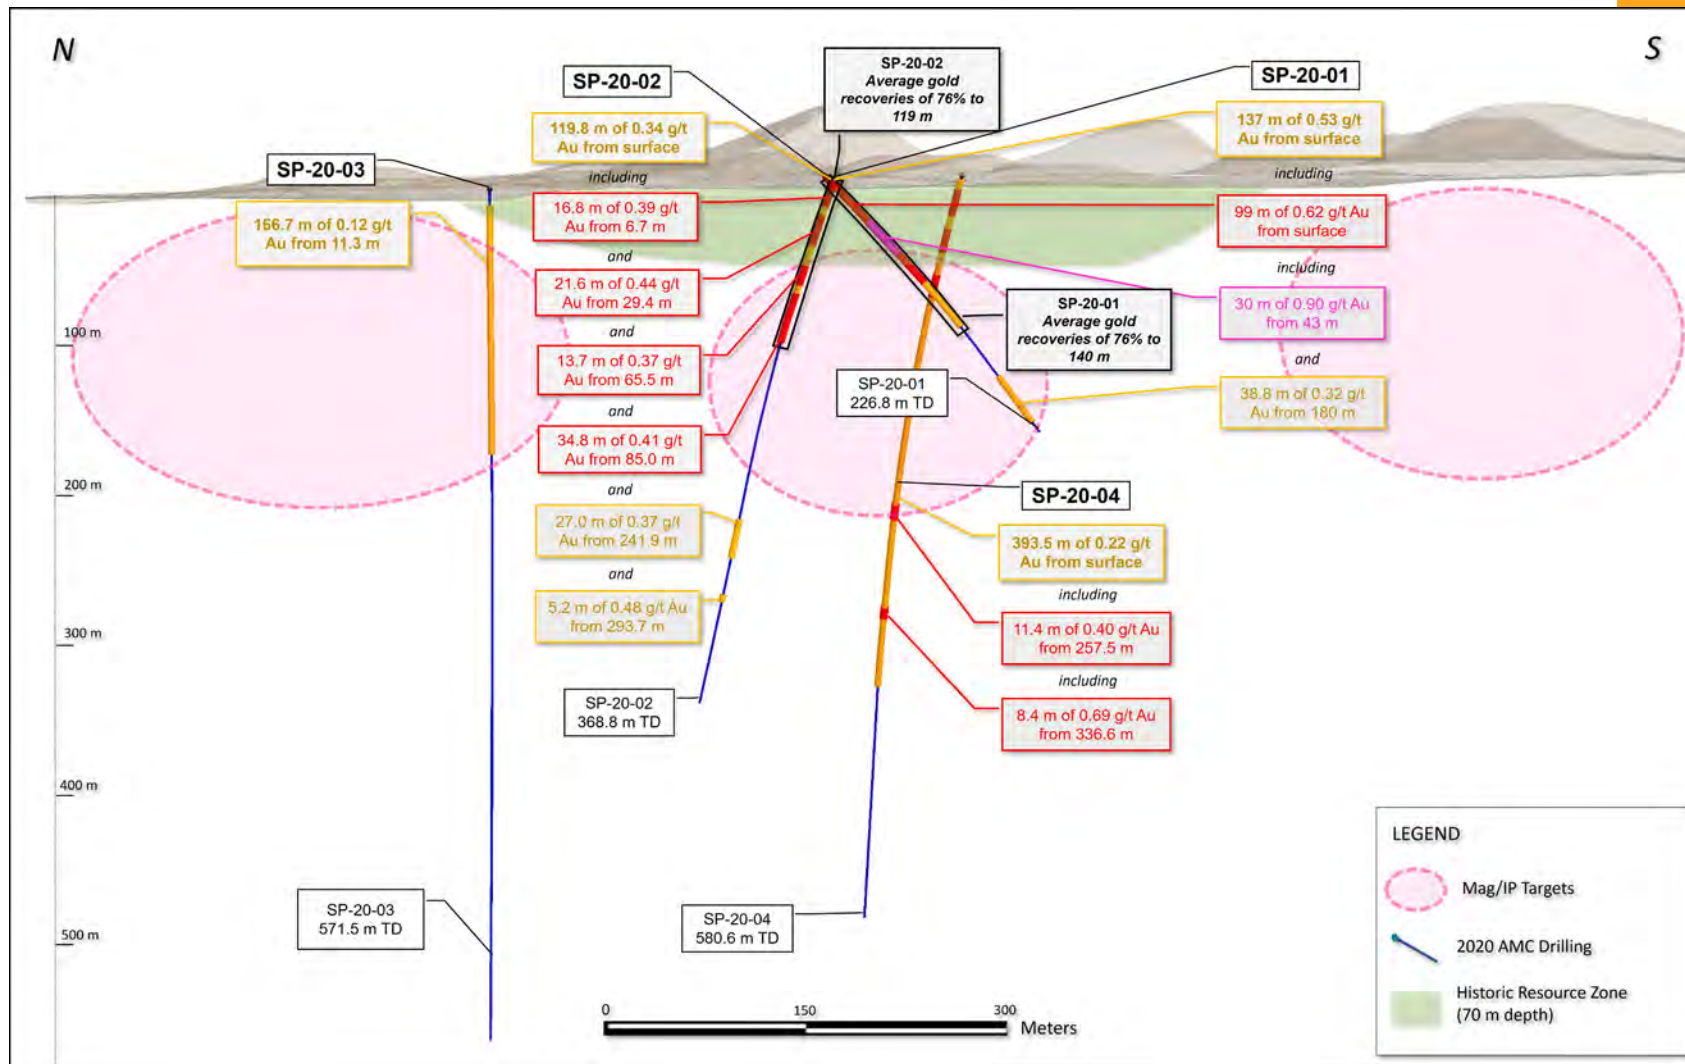 N
S
SP-20-02
SP-20-02
Average gold
recoveries of 76% to
119 m
SP-20-01
119.8 m of 0.34 g/t
Au from surface
137 m of 0.53 g/t
Au from surface
SP-20-03
including
including
166.7 m of 0.12 g/t
Au from 11.3 m
16.8 m of 0.39 g/t
Au from 6.7 m
99 m of 0.62 g/t Au
from surface
and
including
21.6 m of 0.44 g/t
Au from 29.4 m
30 m of 0.90 g/t Au
from 43 m
SP-20-01
Average gold
recoveries of 76% to
140 m
100 m
and
and
13.7 m of 0.37 g/t
Au from 65.5 m
SP-20-01
226.8 m TD
38.8 m of 0.32 g/t
Au from 180 m
and
34.8 m of 0.41 g/t
Au from 85.0 m
200 m
and
SP-20-04
27.0 m of 0.37 g/t
Au from 241.9 m
393.5 m of 0.22 g/t
Au from surface
and
including
5.2 m of 0.48 g/t Au
from 293.7 m
11.4 m of 0.40 g/t Au
from 257.5 m
300 m
including
SP-20-02
368.8 m TD
8.4 m of 0.69 g/t Au
from 336.6 m
400 m
SP-20-03
571.5 m TD
SP-20-04
580.6 m TD
500 m
0
150
300
Meters
LEGEND
Mag/IP Targets
2020 AMC Drilling
Historic Resource Zone
(70 m depth)